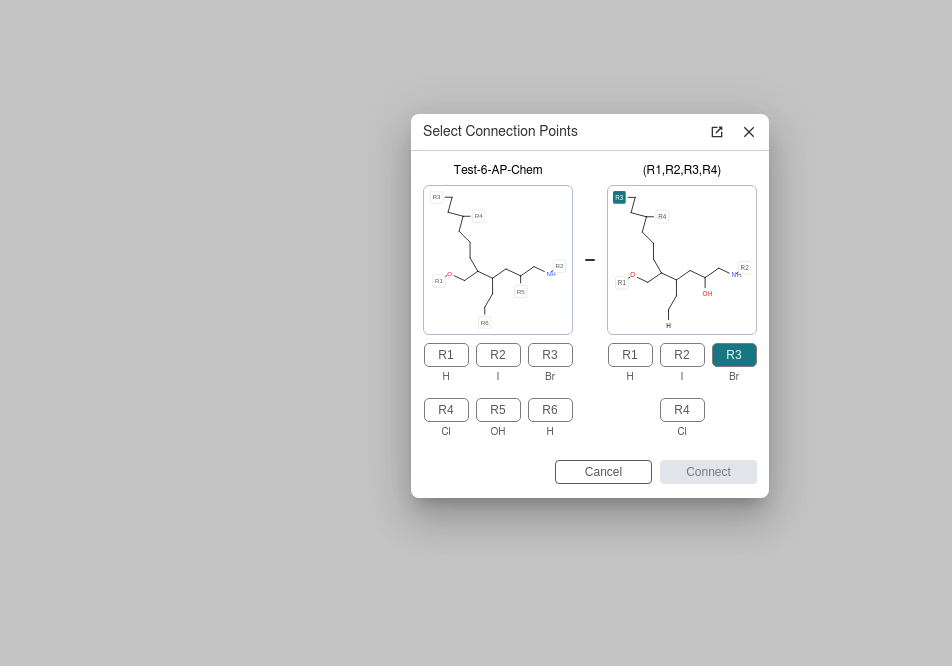 Select Connection Points
Test-6-AP-Chem
(R1,R2,R3,R4)
R3
R4
R1
O
R2
NH
R5
R6
R3
R4
R1
O
R2
NH
OH
H
R1 R2 R3
H I Br
R4 R5 R6
Cl OH H
R1 R2 R3
H I Br
R4
Cl
Cancel
Connect